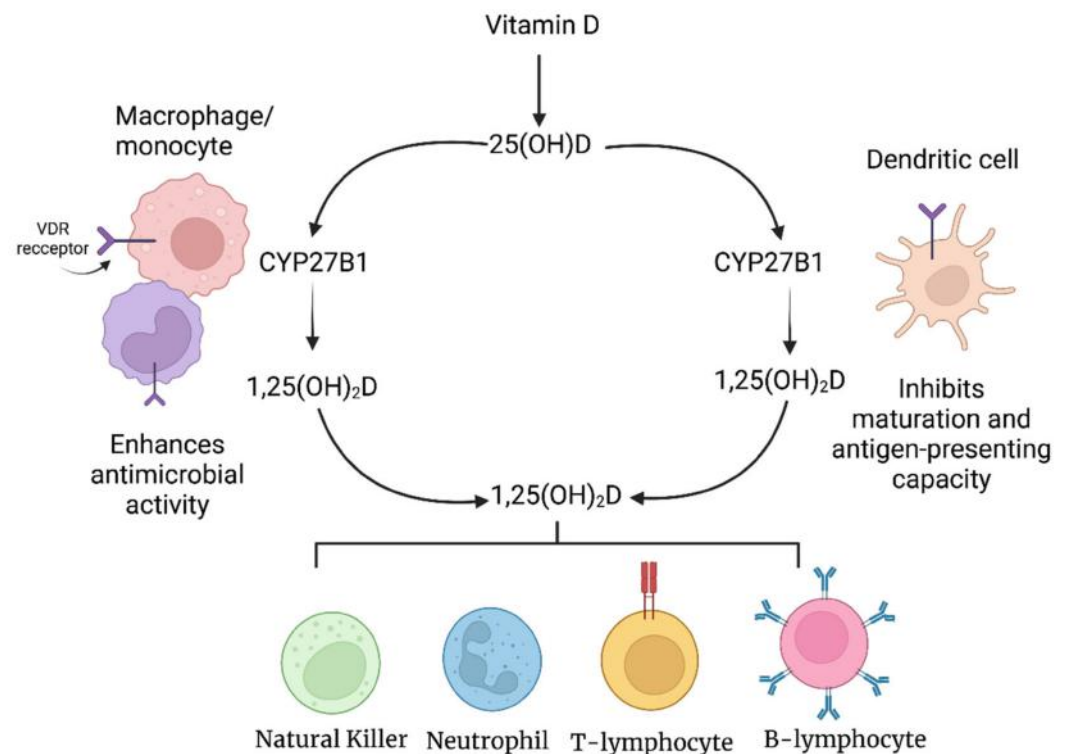 Vitamin D
25(OH)D
Macrophage/
monocyte
VDR
recceptor
CYP27B1
1,25(OH)₂D
Enhances
antimicrobial
activity
Dendritic cell
CYP27B1
1,25(OH)₂D
Inhibits
maturation and
antigen-presenting
capacity
1,25(OH)₂D
Natural Killer
Neutrophil
T-lymphocyte
B-lymphocyte